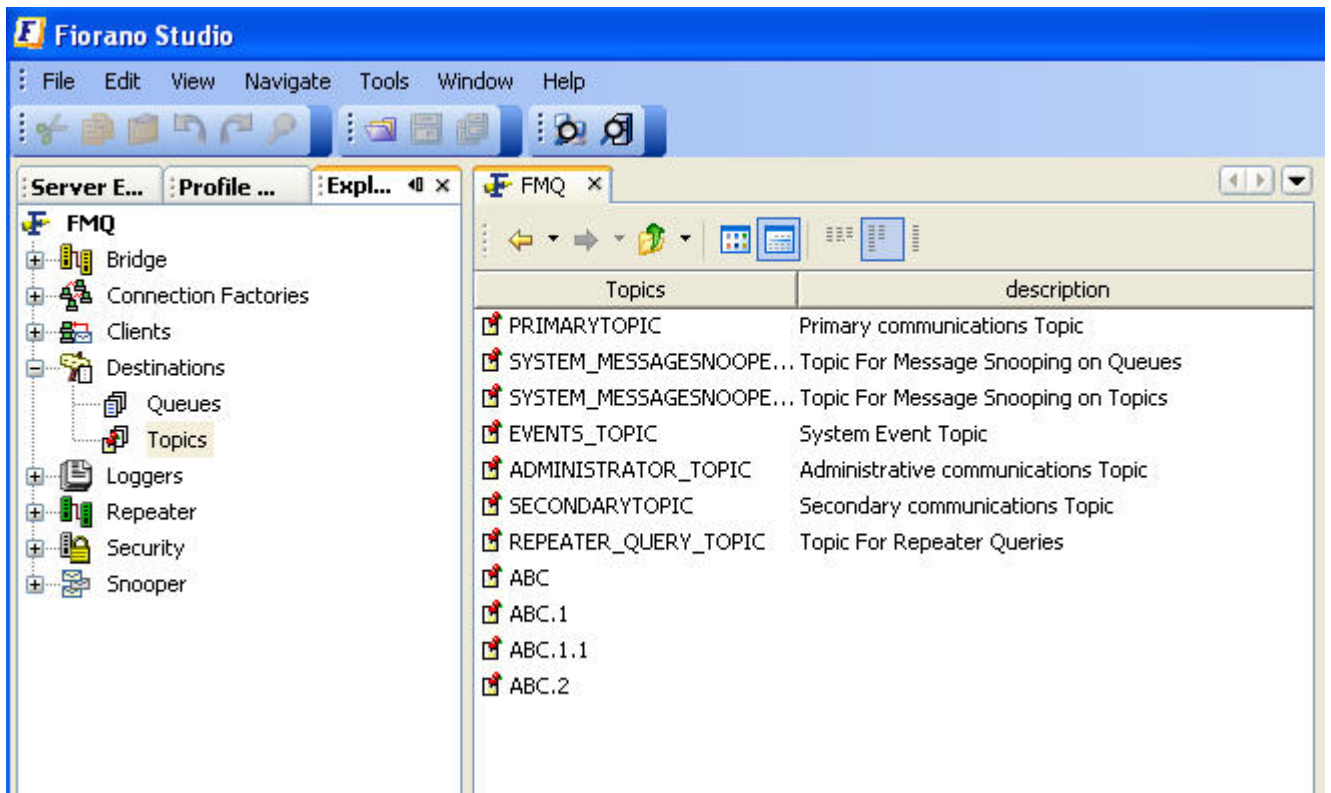 Fiorano Studio
File Edit View Navigate Tools Window Help
Server E... Profile ... Expl...
FMQ
Bridge
Connection Factories
Clients
Destinations
Queues
Topics
Loggers
Repeater
Security
Snooper
FMQ
Topics description
PRIMARYTOPIC Primary communications Topic
SYSTEM_MESSAGESNOOPE... Topic For Message Snooping on Queues
SYSTEM_MESSAGESNOOPE... Topic For Message Snooping on Topics
EVENTS_TOPIC System Event Topic
ADMINISTRATOR_TOPIC Administrative communications Topic
SECONDARYTOPIC Secondary communications Topic
REPEATER_QUERY_TOPIC Topic For Repeater Queries
ABC
ABC.1
ABC.1.1
ABC.2